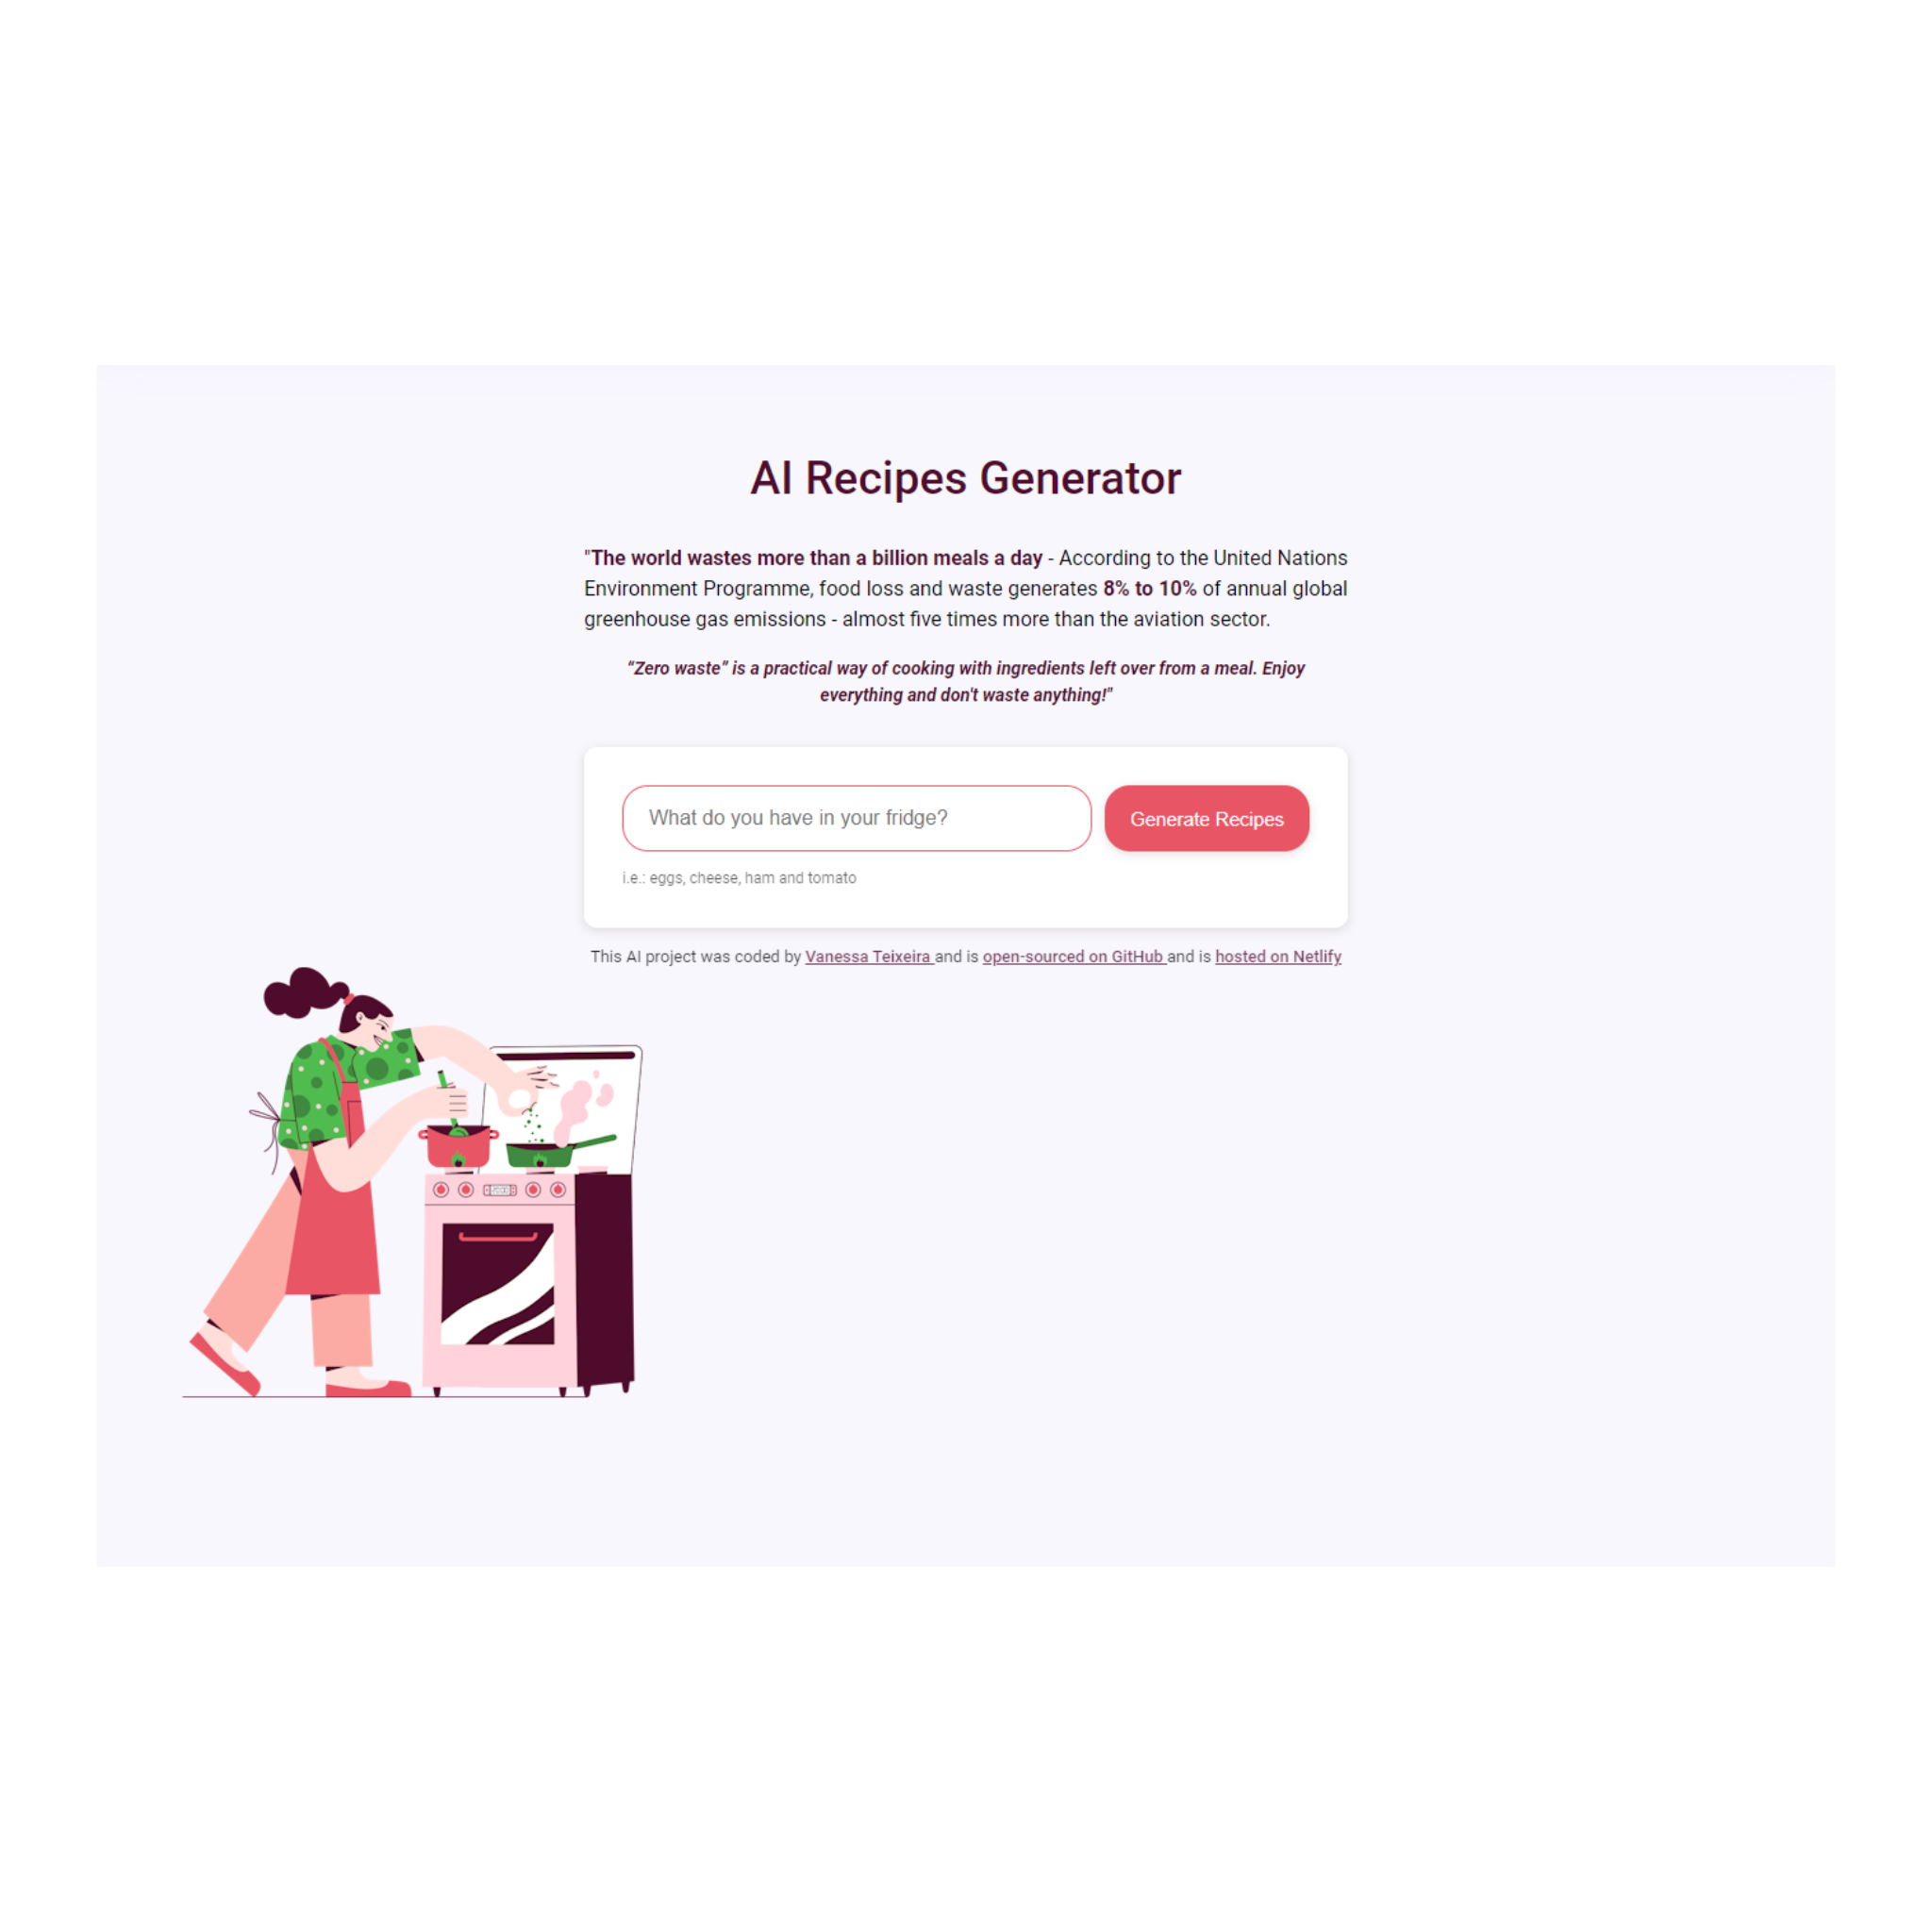 AI Recipes Generator
"The world wastes more than a billion meals a day - According to the United Nations
Environment Programme, food loss and waste generates 8% to 10% of annual global
greenhouse gas emissions - almost five times more than the aviation sector.
“Zero waste” is a practical way of cooking with ingredients left over from a meal. Enjoy
everything and don't waste anything!"
What do you have in your fridge?
Generate Recipes
i.e.: eggs, cheese, ham and tomato
This AI project was coded by Vanessa Teixeira and is open-sourced on GitHub and is hosted on Netlify